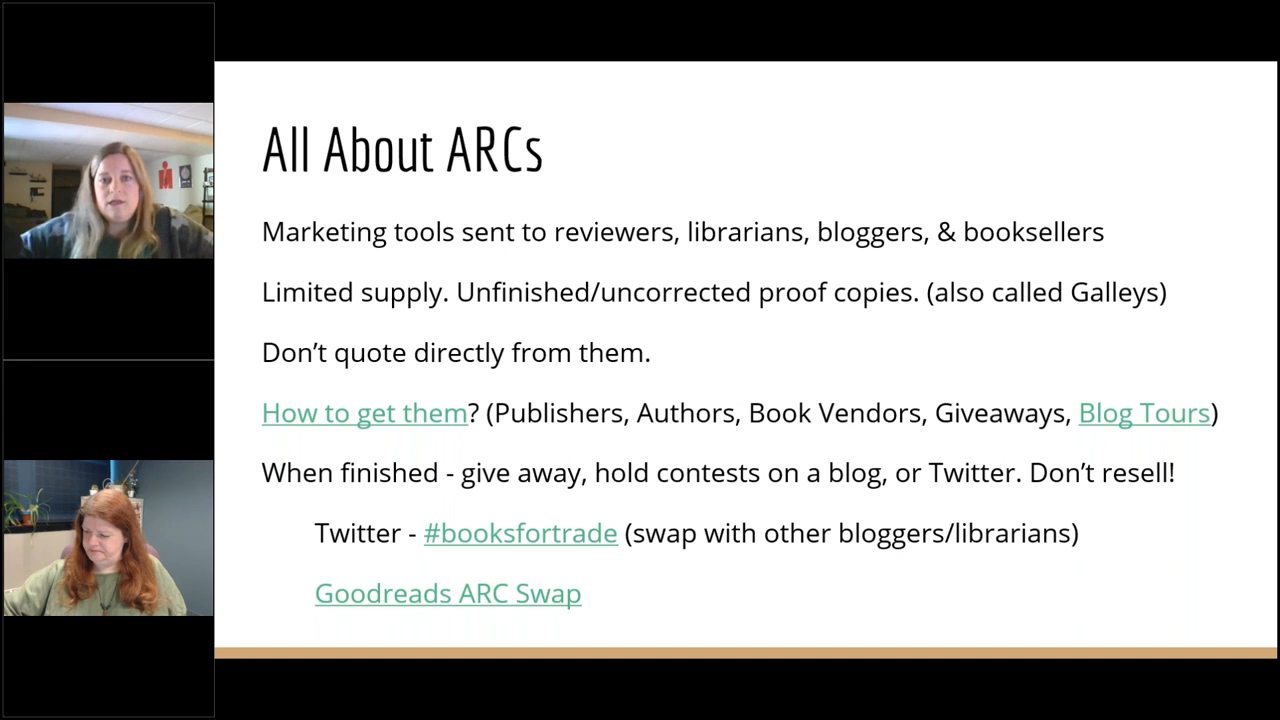 All About ARCs
Marketing tools sent to reviewers, librarians, bloggers, & booksellers
Limited supply. Unfinished/uncorrected proof copies. (also called Galleys)
Don’t quote directly from them.
How to get them? (Publishers, Authors, Book Vendors, Giveaways, Blog Tours)
When finished - give away, hold contests on a blog, or Twitter. Don’t resell!
Twitter - #booksfortrade (swap with other bloggers/librarians)
Goodreads ARC Swap